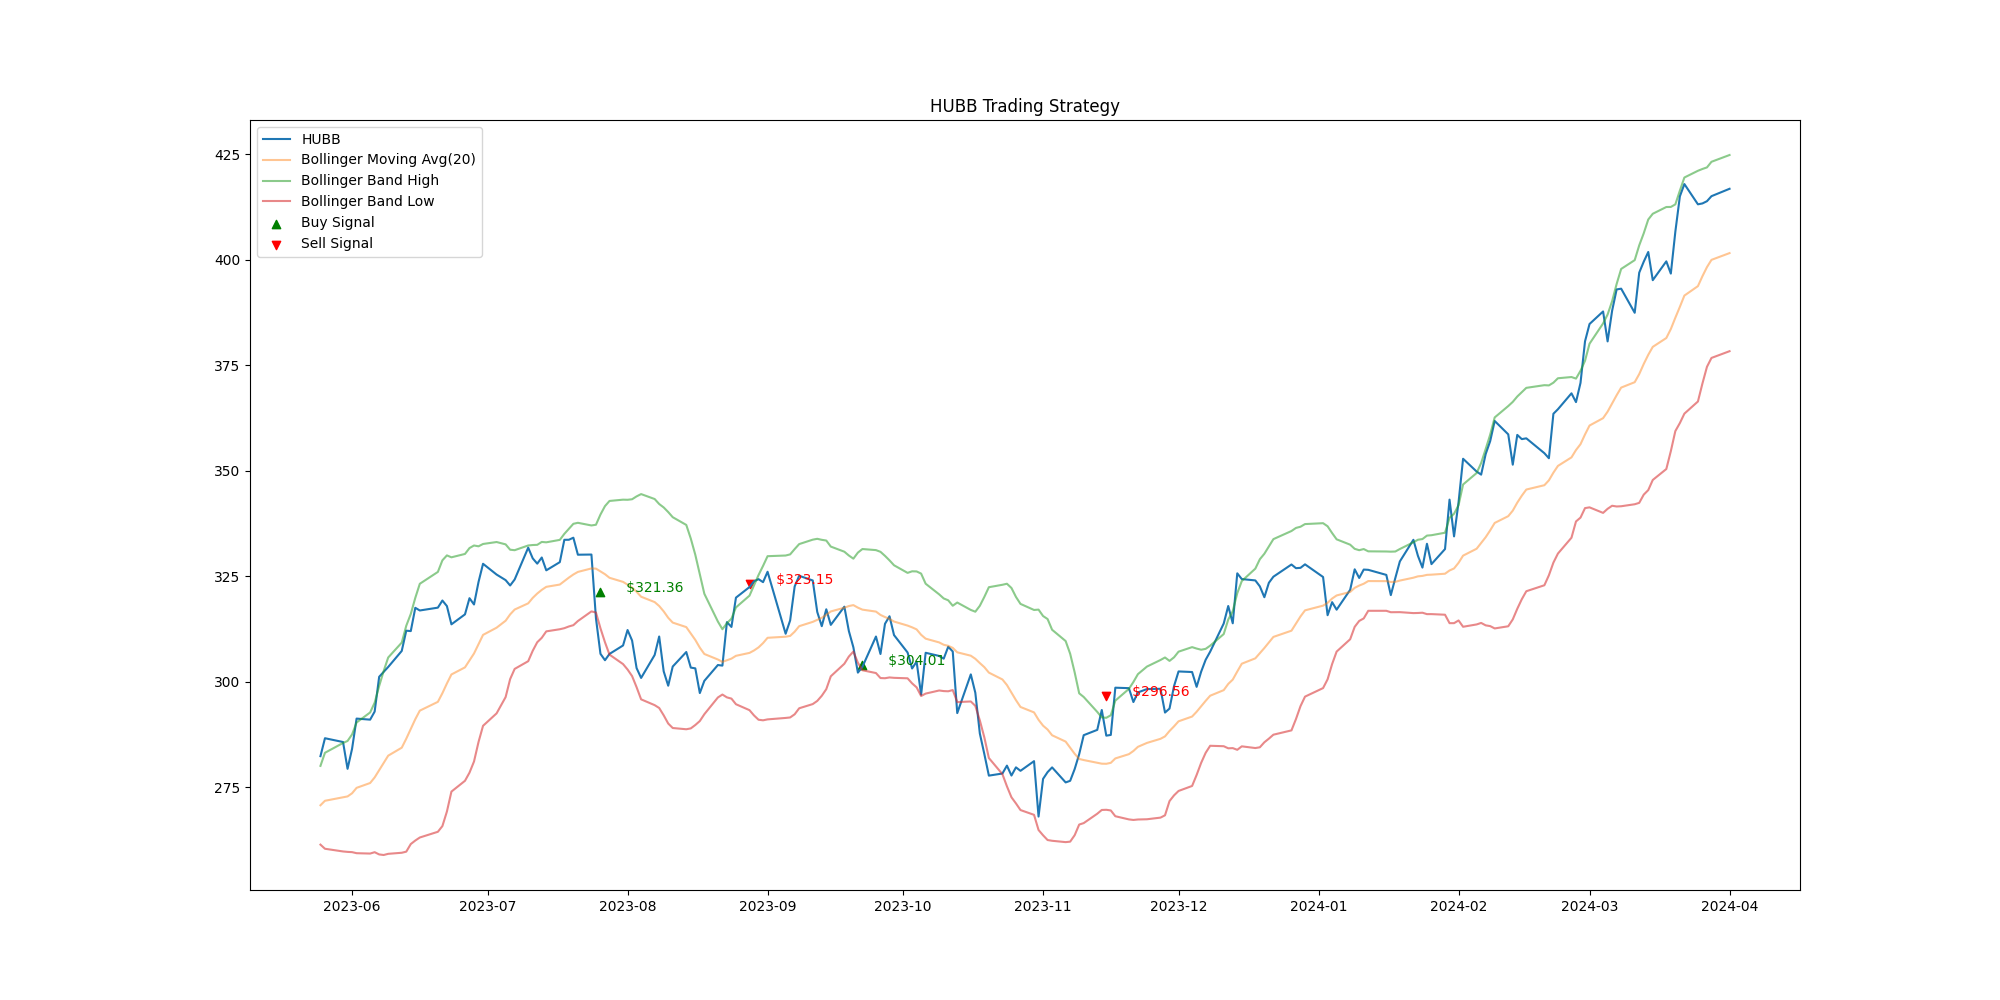 HUBB Trading Strategy
HUBB
Bollinger Moving Avg(20)
Bollinger Band High
Bollinger Band Low
Buy Signal
Sell Signal
425
400
375
350
325
300
275
$321.36
$323.15
$304.01
$296.56
2023-06 2023-07 2023-08 2023-09 2023-10 2023-11 2023-12 2024-01 2024-02 2024-03 2024-04